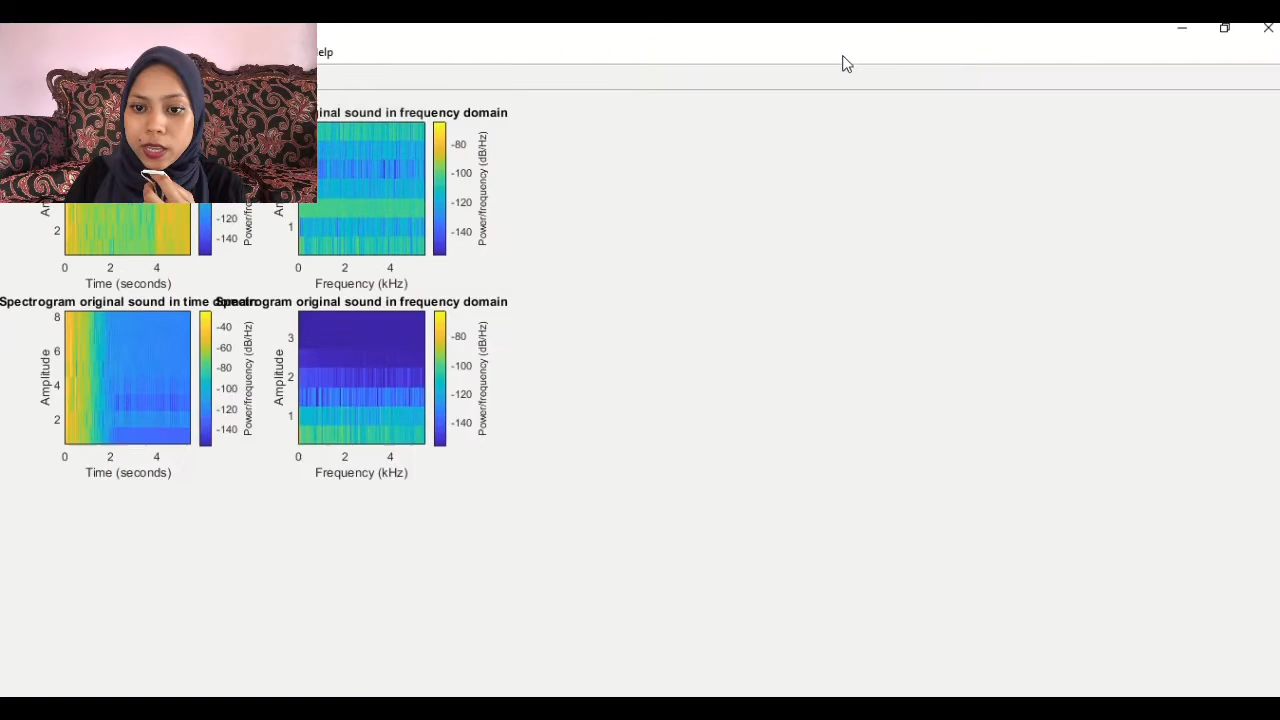 elp
ginal sound in frequency domain
-80
-100
-120
-140
Power/frequency (dB/Hz)
1
-120
-140
2
0 2 4
Time (seconds)
0 2 4
Frequency (kHz)
Spectrogram original sound in time domain
Spectrogram original sound in frequency domain
8
6
4
2
Amplitude
-40
-60
-80
-100
-120
-140
Power/frequency (dB/Hz)
3
2
1
Amplitude
-80
-100
-120
-140
Power/frequency (dB/Hz)
0 2 4
Time (seconds)
0 2 4
Frequency (kHz)